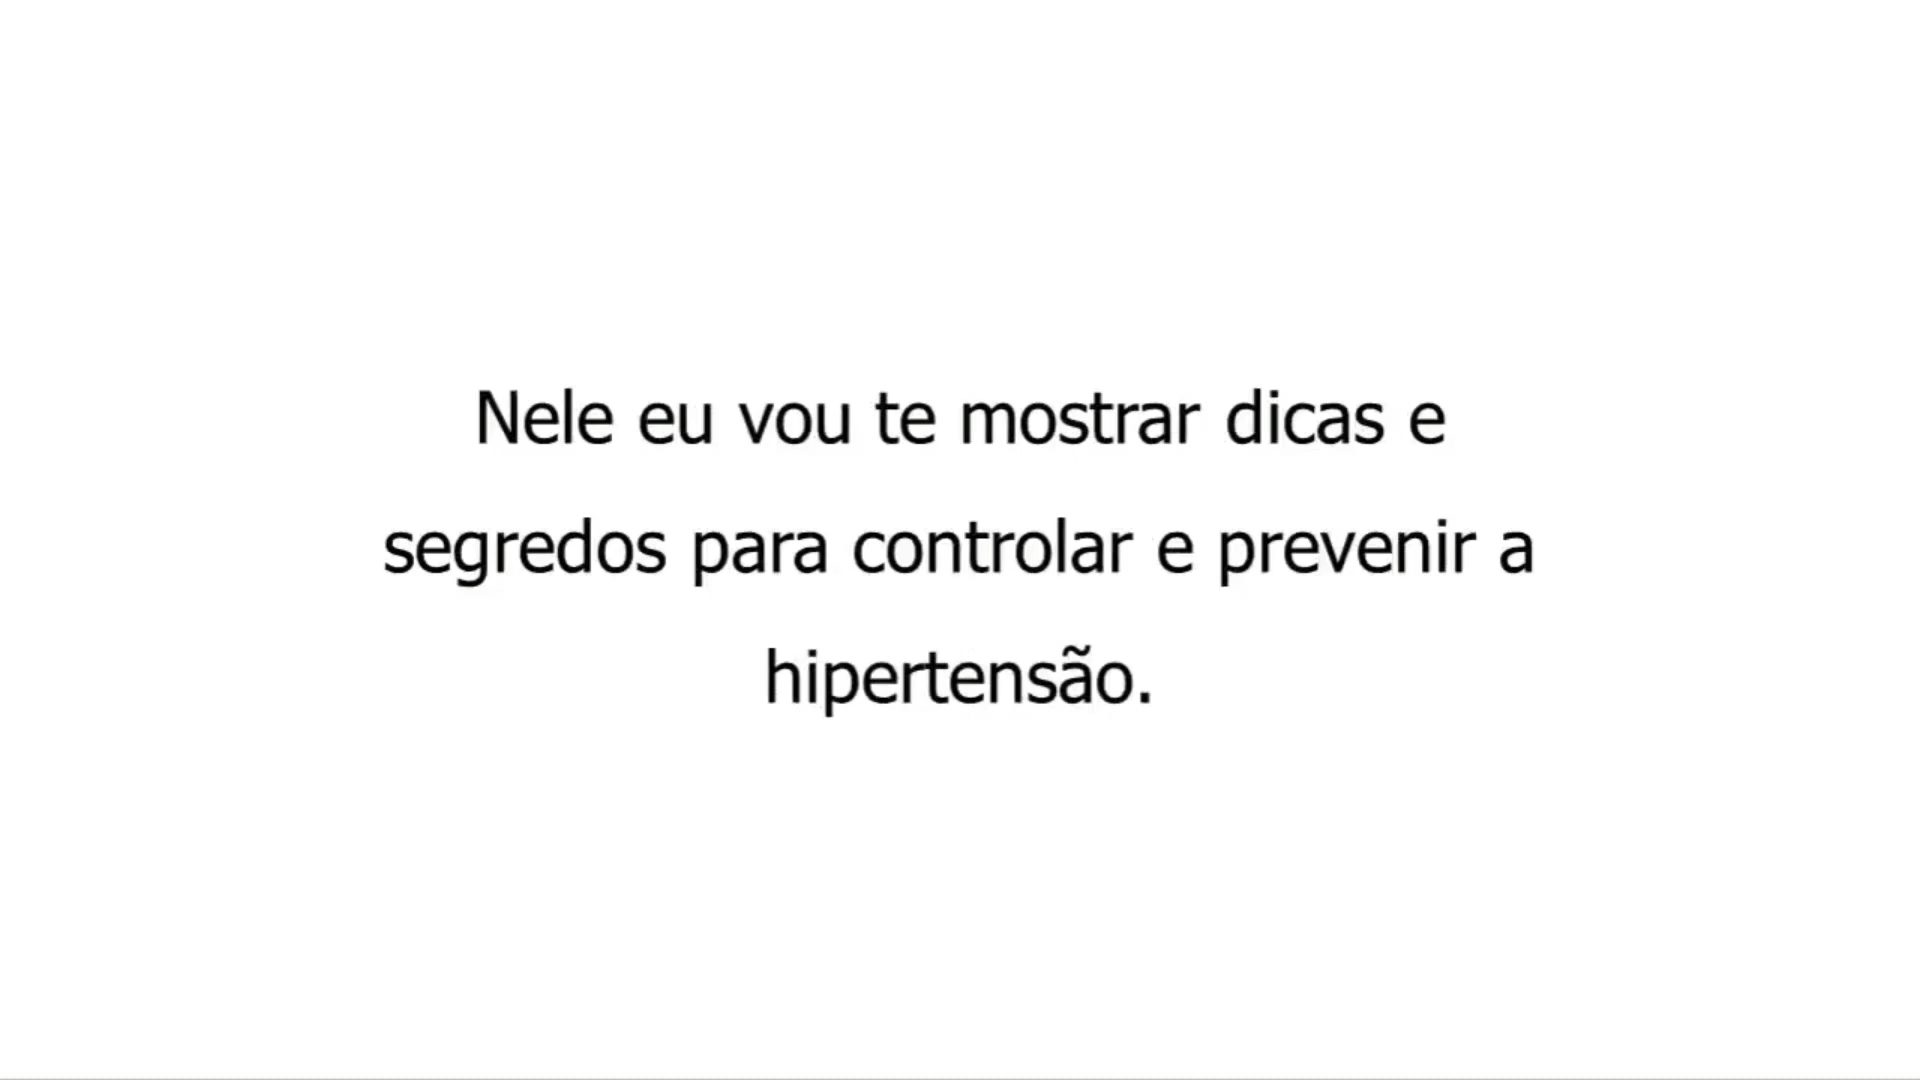 Nele eu vou te mostrar dicas e
segredos para controlar e prevenir a
hipertensão.